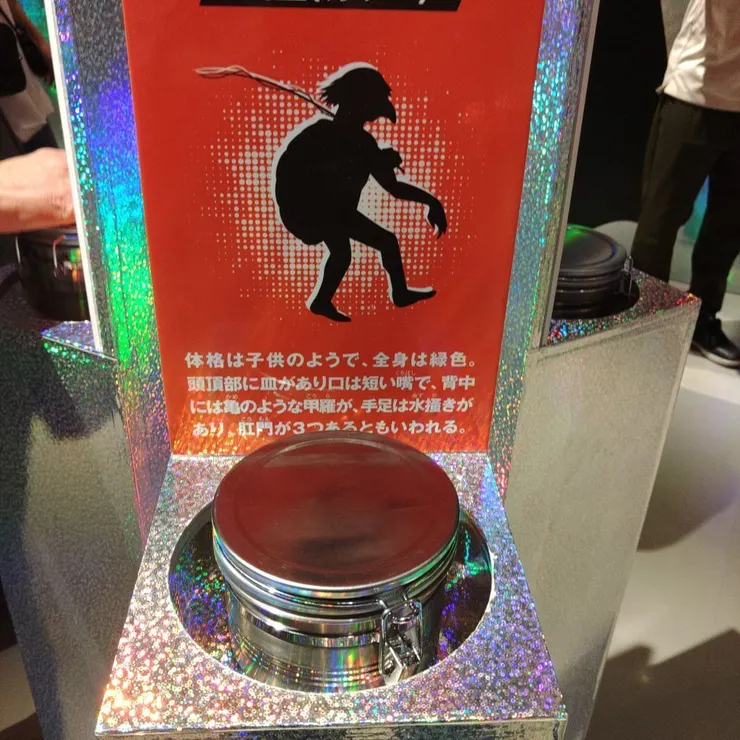 体格は子供のようで、全身は緑色。
頭頂部に皿があり口は短い嘴で、背中
には亀のような甲羅が、手足は水掻きが
あり、肛門が3つあるともいわれる。